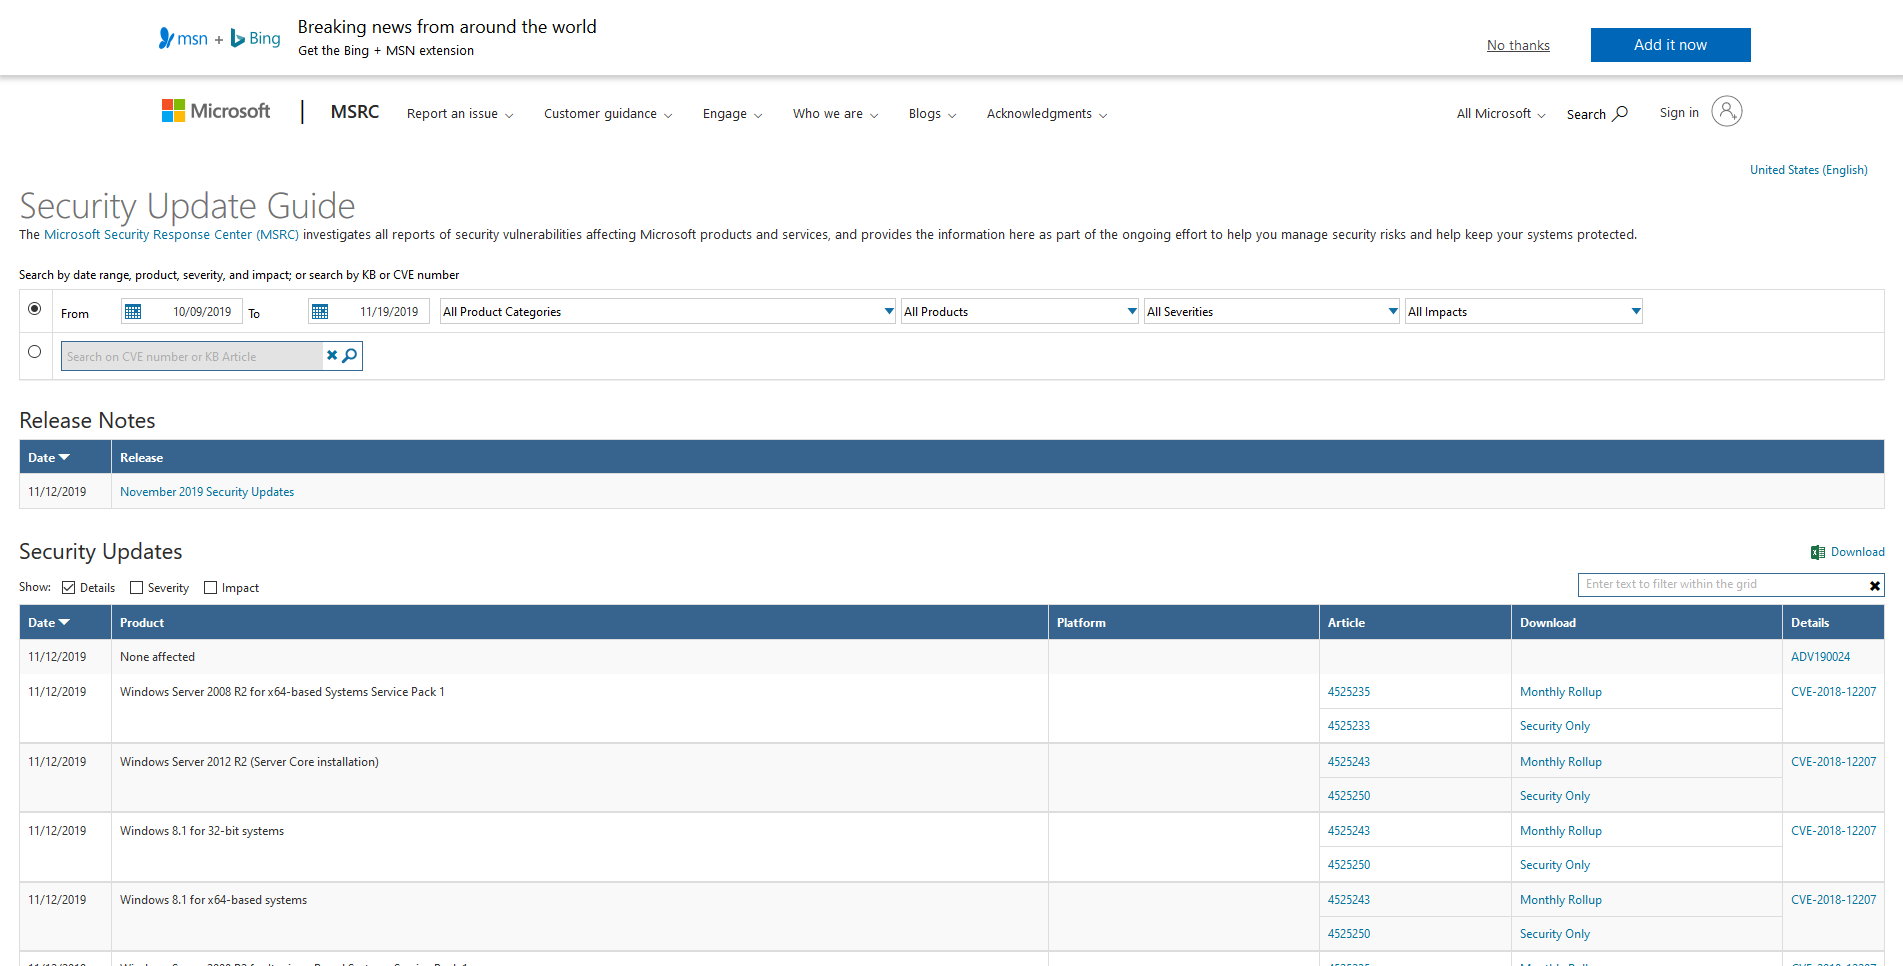 msn + Bing
Breaking news from around the world
Get the Bing + MSN extension
No thanks
Add it now
Microsoft
MSRC
Report an issue
Customer guidance
Engage
Who we are
Blogs
Acknowledgments
All Microsoft
Search
Sign in
United States (English)
Security Update Guide
The Microsoft Security Response Center (MSRC) investigates all reports of security vulnerabilities affecting Microsoft products and services, and provides the information here as part of the ongoing effort to help you manage security risks and help keep your systems protected.
Search by date range, product, severity, and impact; or search by KB or CVE number
From 10/09/2019 To 11/19/2019 All Product Categories All Products All Severities All Impacts
Search on CVE number or KB Article
Release Notes
Date Release
11/12/2019 November 2019 Security Updates
Security Updates
Download
Show: Details Severity Impact
Enter text to filter within the grid
Date Product Platform Article Download Details
11/12/2019 None affected ADV190024
11/12/2019 Windows Server 2008 R2 for x64-based Systems Service Pack 1 4525235 Monthly Rollup CVE-2018-12207
4525233 Security Only
11/12/2019 Windows Server 2012 R2 (Server Core installation) 4525243 Monthly Rollup CVE-2018-12207
4525250 Security Only
11/12/2019 Windows 8.1 for 32-bit systems 4525243 Monthly Rollup CVE-2018-12207
4525250 Security Only
11/12/2019 Windows 8.1 for x64-based systems 4525243 Monthly Rollup CVE-2018-12207
4525250 Security Only